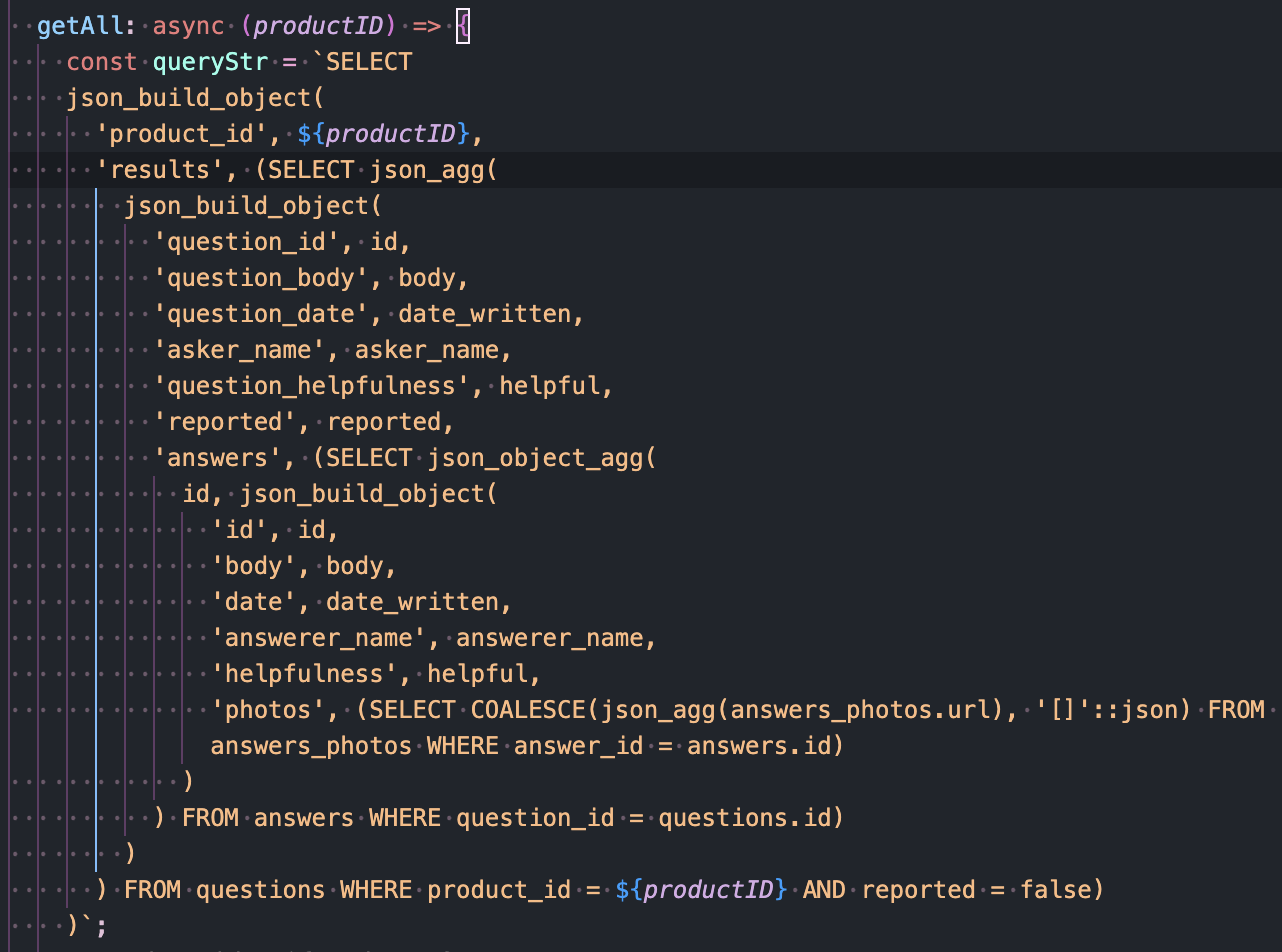 getAll: async (productID) => {
const queryStr = `SELECT
json_build_object(
'product_id', ${productID},
'results', (SELECT json_agg(
json_build_object(
'question_id', id,
'question_body', body,
'question_date', date_written,
'asker_name', asker_name,
'question_helpfulness', helpful,
'reported', reported,
'answers', (SELECT json_object_agg(
id, json_build_object(
'id', id,
'body', body,
'date', date_written,
'answerer_name', answerer_name,
'helpfulness', helpful,
'photos', (SELECT COALESCE(json_agg(answers_photos.url), '[]'::json) FROM
answers_photos WHERE answer_id = answers.id)
)
) FROM answers WHERE question_id = questions.id)
)
) FROM questions WHERE product_id = ${productID} AND reported = false)
)`;